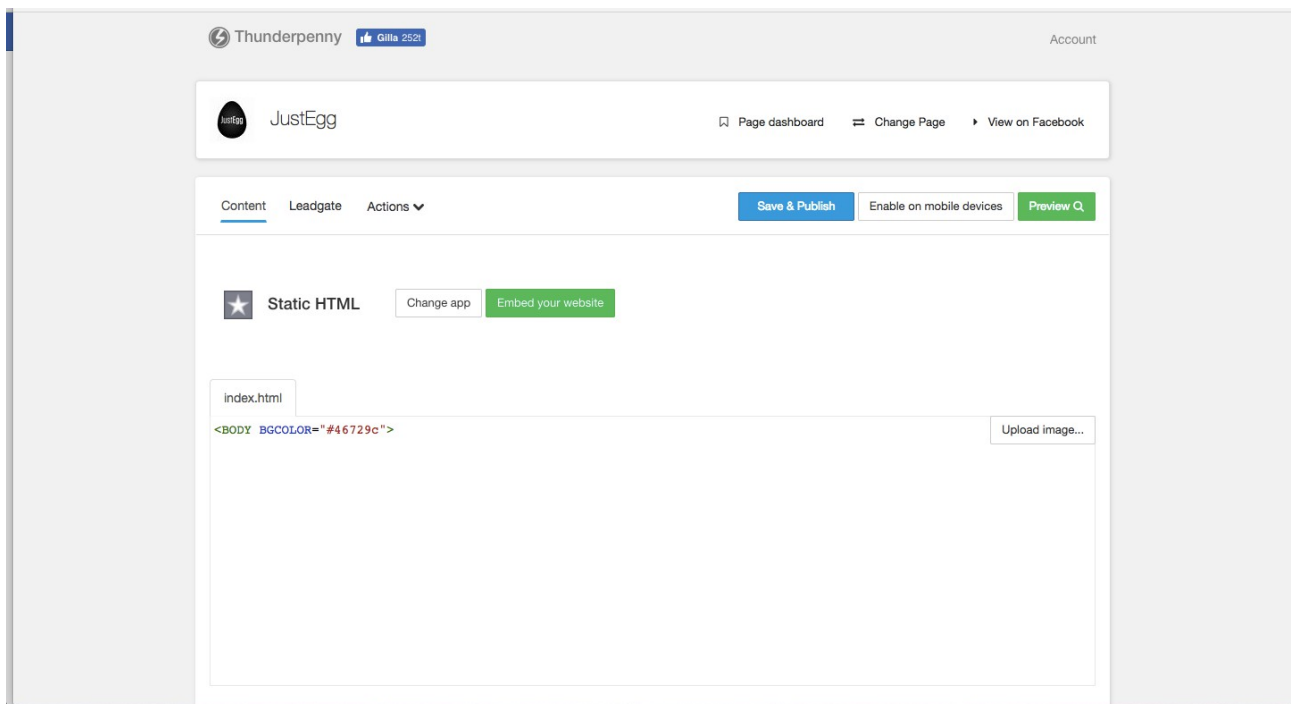 Thunderpenny Gilla 252t Account
JustEgg JustEgg Page dashboard Change Page View on Facebook
Content Leadgate Actions Save & Publish Enable on mobile devices Preview
Static HTML Change app Embed your website
index.html
<BODY BGCOLOR="#46729c"> Upload image...